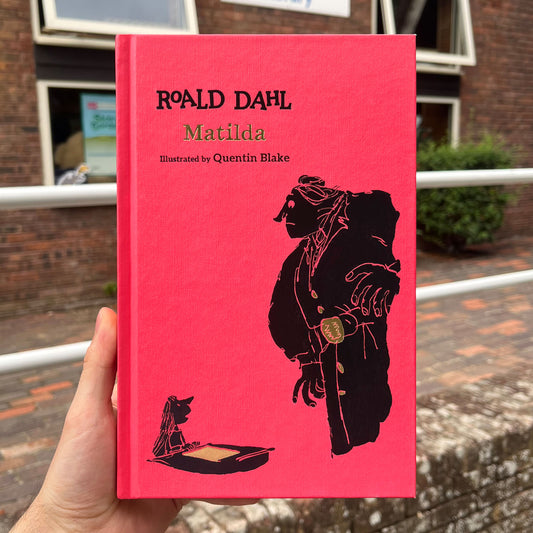 ROALD DAHL
Matilda
Illustrated by Quentin Blake